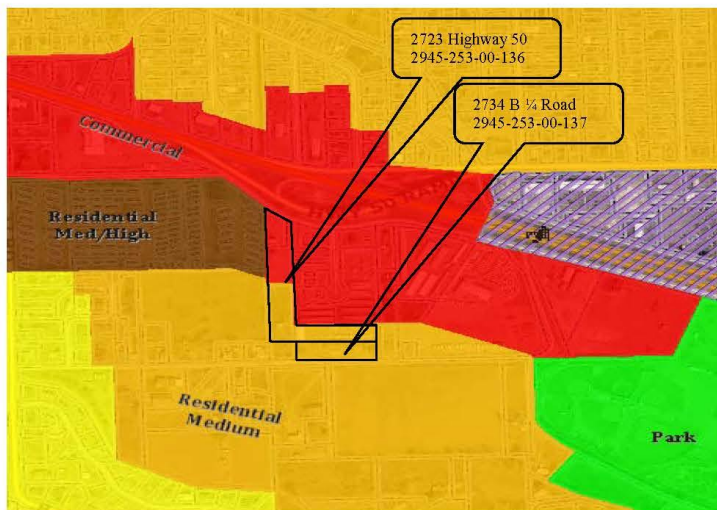 2723 Highway 50
2945-253-00-136
2734 B ¼ Road
2945-253-00-137
Commercial
Residential
Med/High
Residential
Medium
Park